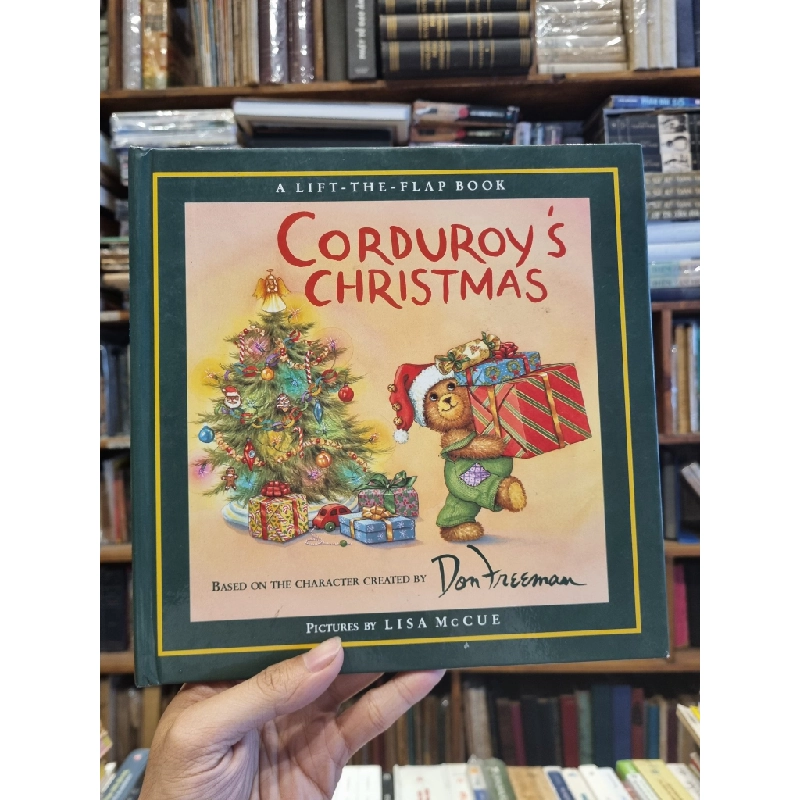 A LIFT-THE-FLAP BOOK
CORDUROY'S
CHRISTMAS
BASED ON THE CHARACTER CREATED BY Don Freeman
PICTURES BY LISA McCUE